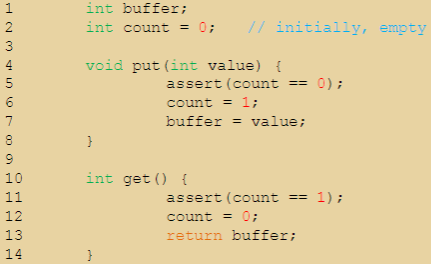 1 int buffer;
2 int count = 0; // initially, empty
3
4 void put(int value) {
5 assert(count == 0);
6 count = 1;
7 buffer = value;
8 }
9
10 int get() {
11 assert(count == 1);
12 count = 0;
13 return buffer;
14 }